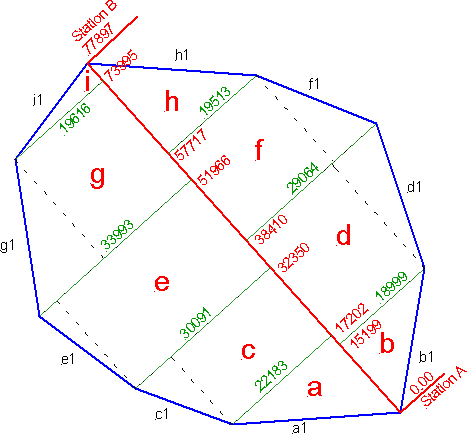 Station B
77897
h1
73995
i
j1
19616
h
19513
f1
57717
f
51966
g
29064
d1
33993
38410
d
g1
32350
18999
e
30091
17202
15199
b
b1
c
22183
e1
a
0.00
Station A
c1
a1